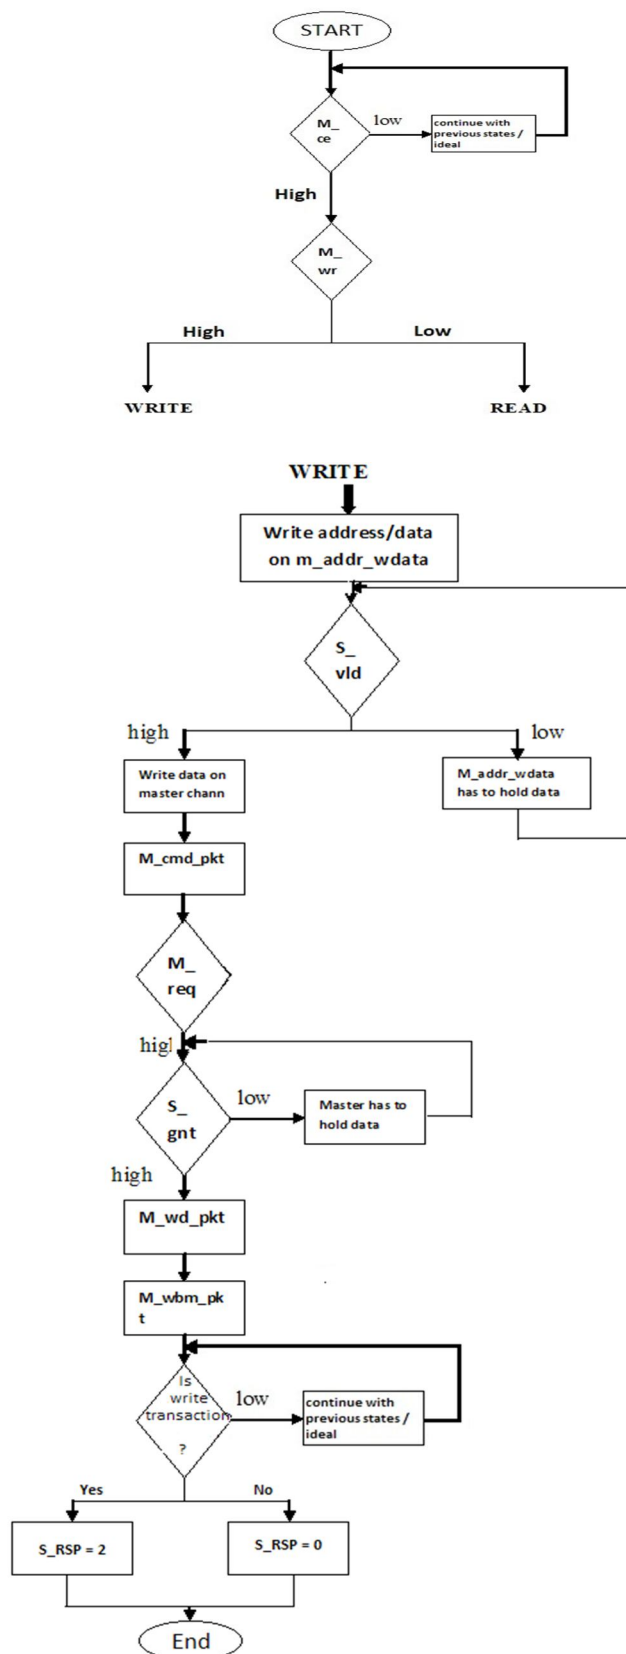 START
M_
ce
low
continue with
previous states /
ideal
High
M_
wr
High
Low
WRITE
READ
WRITE
Write address/data
on m_addr_wdata
S_
vld
high
low
Write data on
master chann
M_addr_wdata
has to hold data
M_cmd_pkt
M_
req
high
S_
gnt
low
Master has to
hold data
high
M_wd_pkt
M_wbm_pk
t
Is
write
transaction
?
low
continue with
previous states /
ideal
Yes
No
S_RSP = 2
S_RSP = 0
End